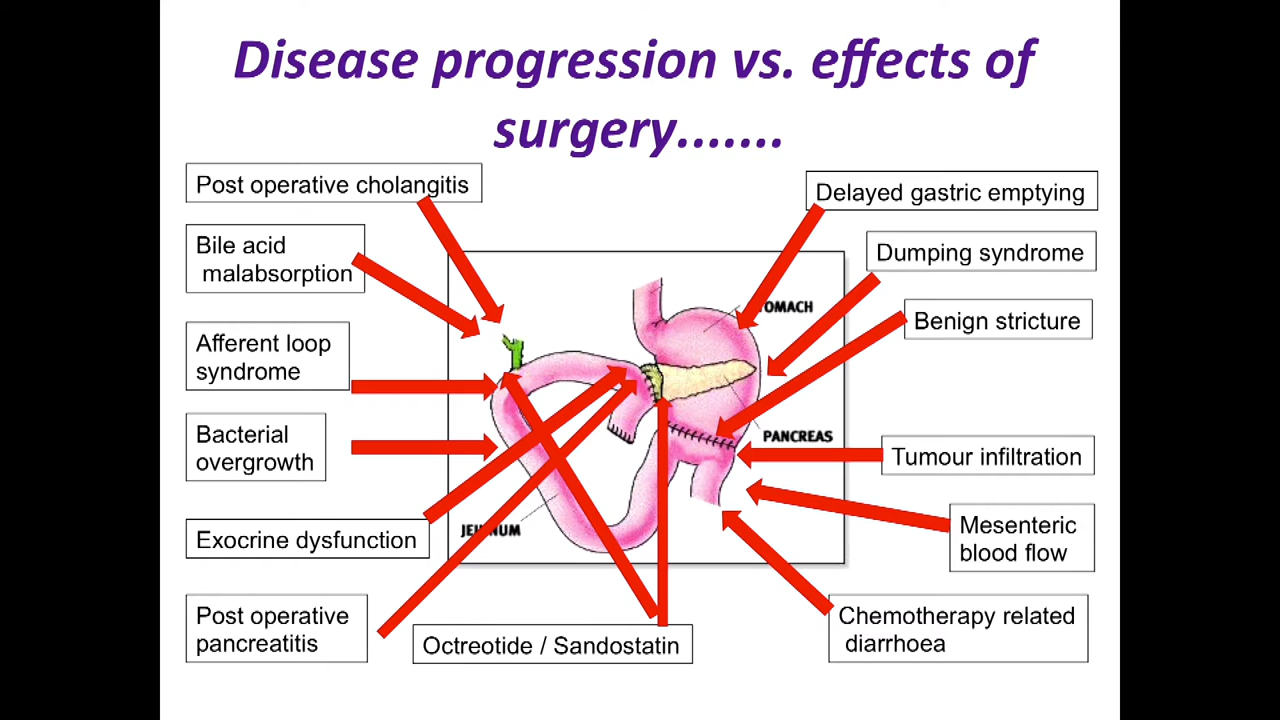 Disease progression vs. effects of
surgery.......
Post operative cholangitis
Bile acid
malabsorption
Afferent loop
syndrome
Bacterial
overgrowth
Exocrine dysfunction
Post operative
pancreatitis
Octreotide / Sandostatin
Delayed gastric emptying
Dumping syndrome
Benign stricture
Tumour infiltration
Mesenteric
blood flow
Chemotherapy related
diarrhoea
PANCREAS